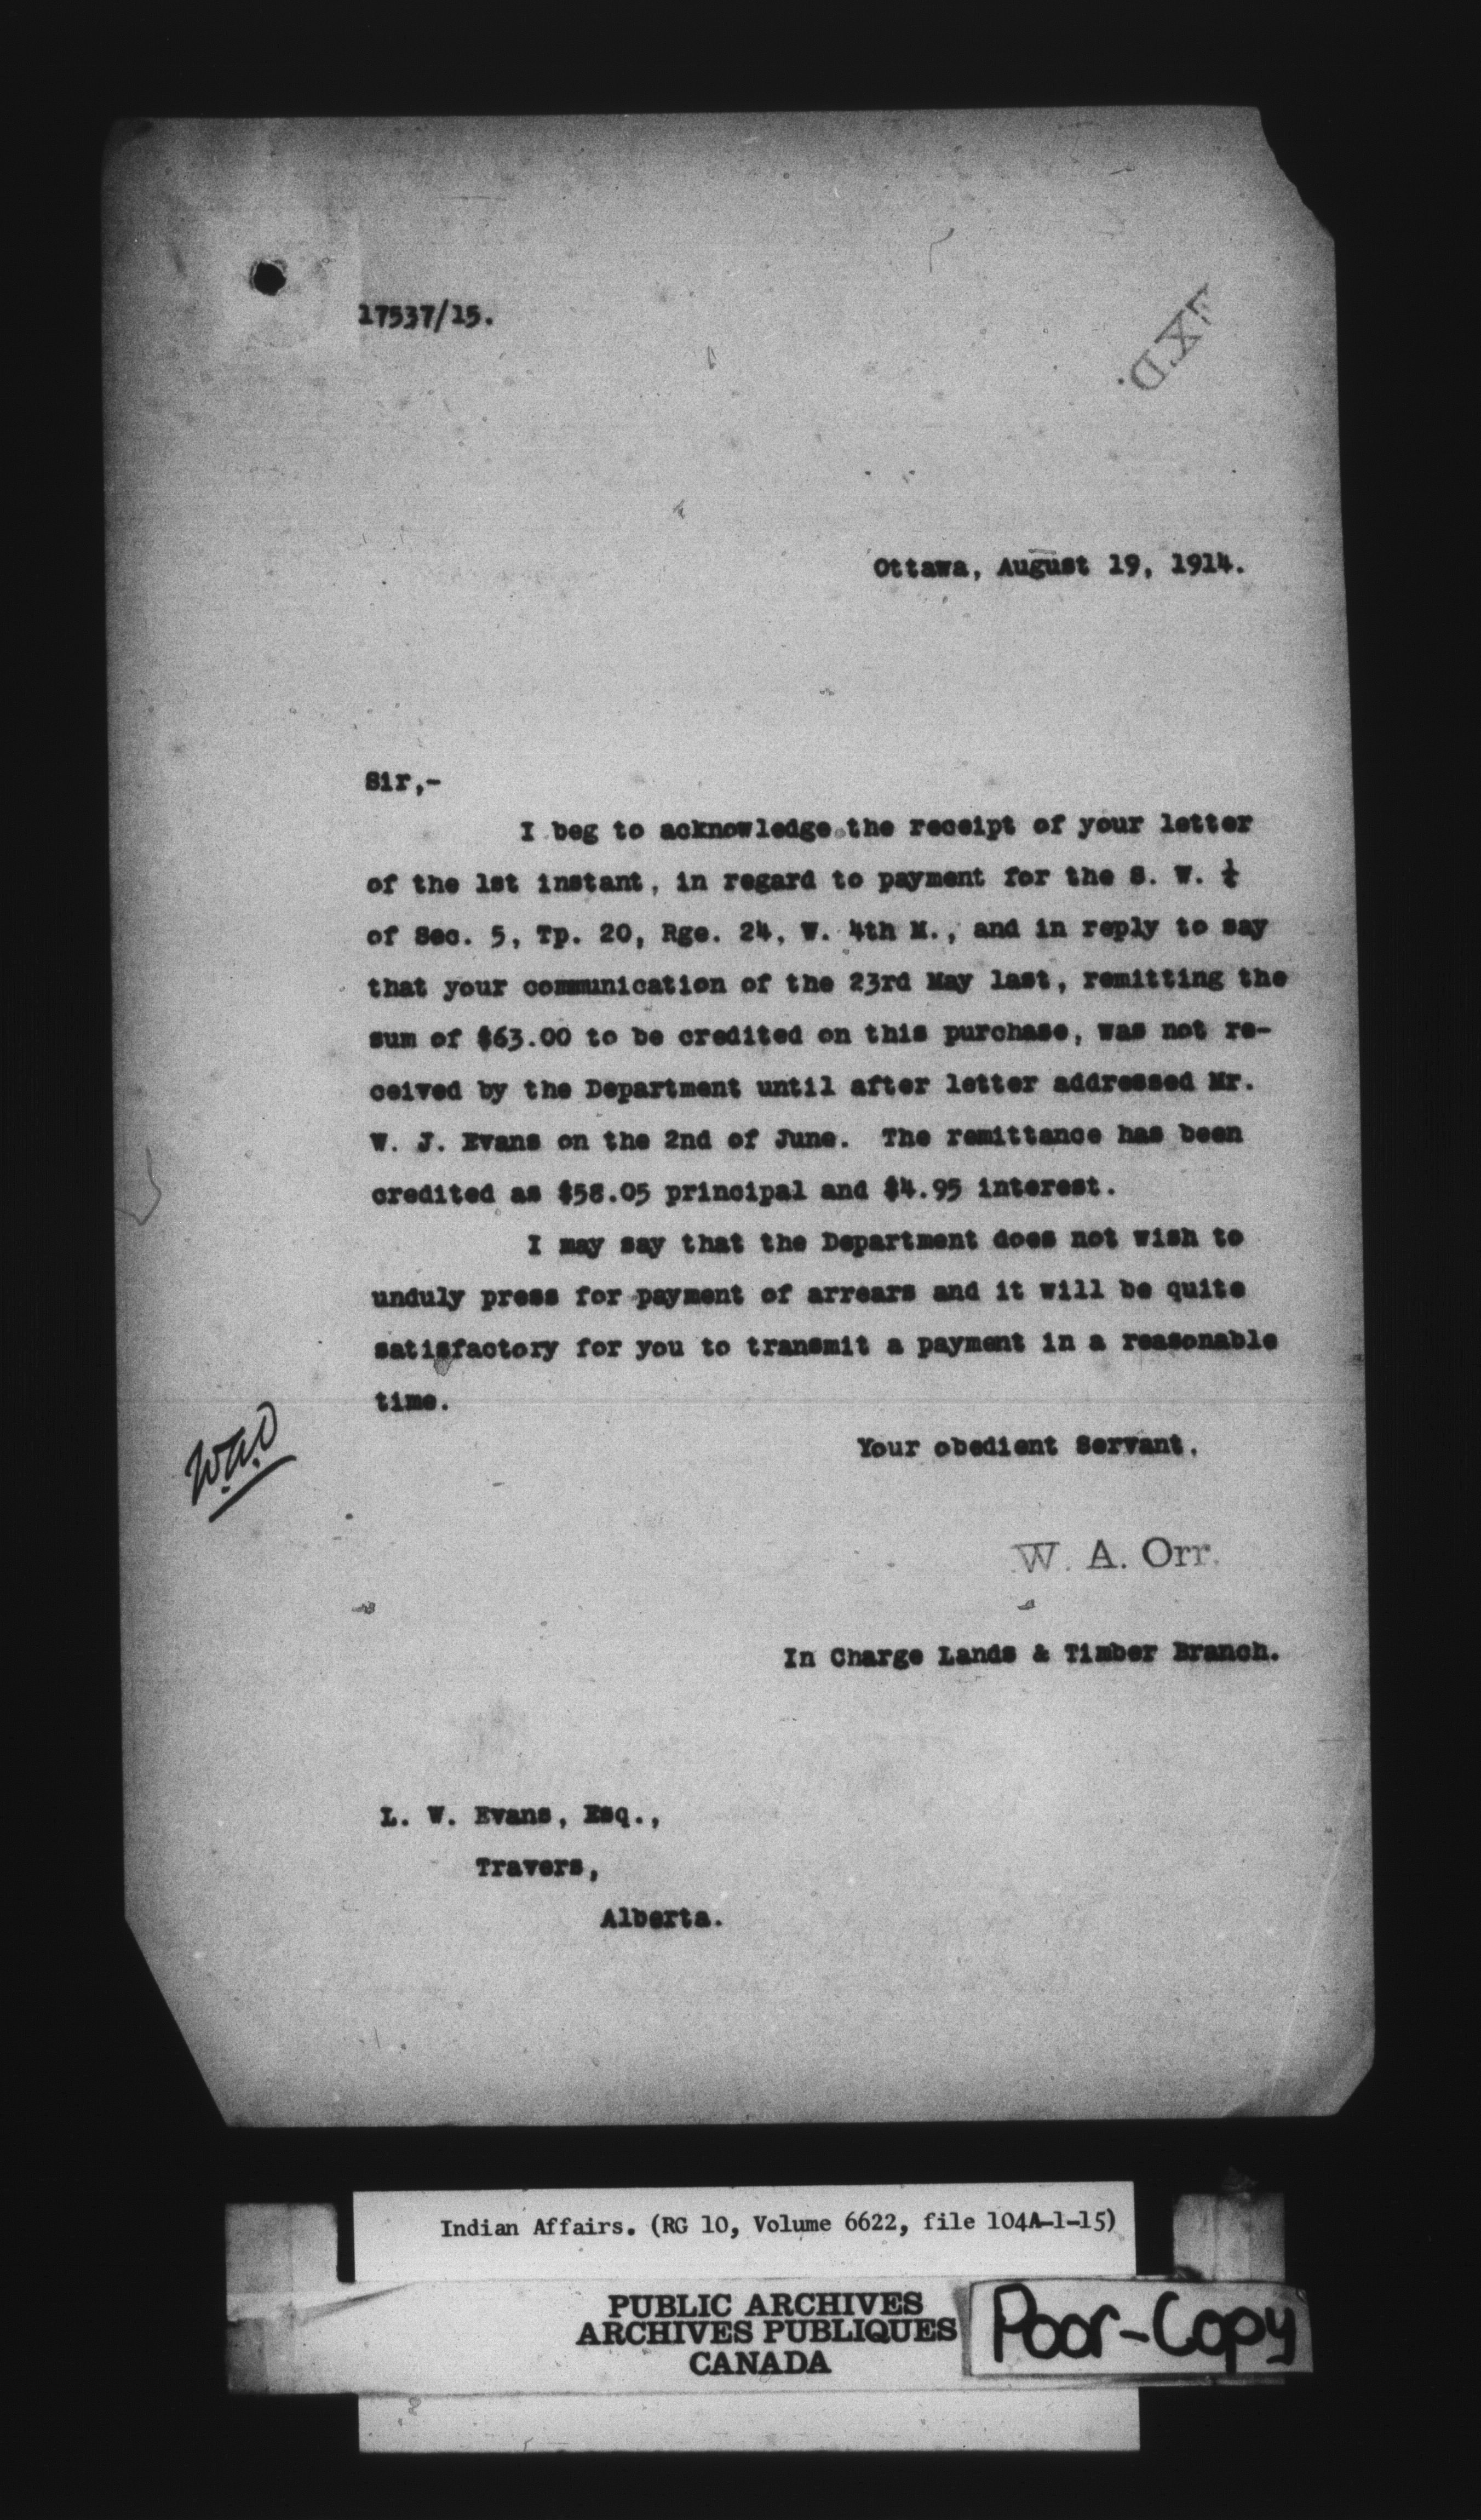 17537/15.
Ottawa, August 19, 1914.
Sir,-
I beg to acknowledge the receipt of your letter
of the 1st instant, in regard to payment for the S. W. ¼
of Sec. 5, Tp. 20, Rge. 24, W. 4th M., and in reply to say
that your communication of the 23rd May last, remitting the
sum of $63.00 to be credited on this purchase, was not re-
ceived by the Department until after letter addressed Mr.
W. J. Evans on the 2nd of June. The remittance has been
credited as $58.05 principal and $4.95 interest.
I may say that the Department does not wish to
unduly press for payment of arrears and it will be quite
satisfactory for you to transmit a payment in a reasonable
time.
Your obedient Servant,
W.A.O
W. A. Orr.
In Charge Lands & Timber Branch.
L. W. Evans, Esq.,
Travers,
Alberta.
Indian Affairs. (RG 10, Volume 6622, file 104A-1-15)
PUBLIC ARCHIVES
ARCHIVES PUBLIQUES
CANADA
Poor-Copy